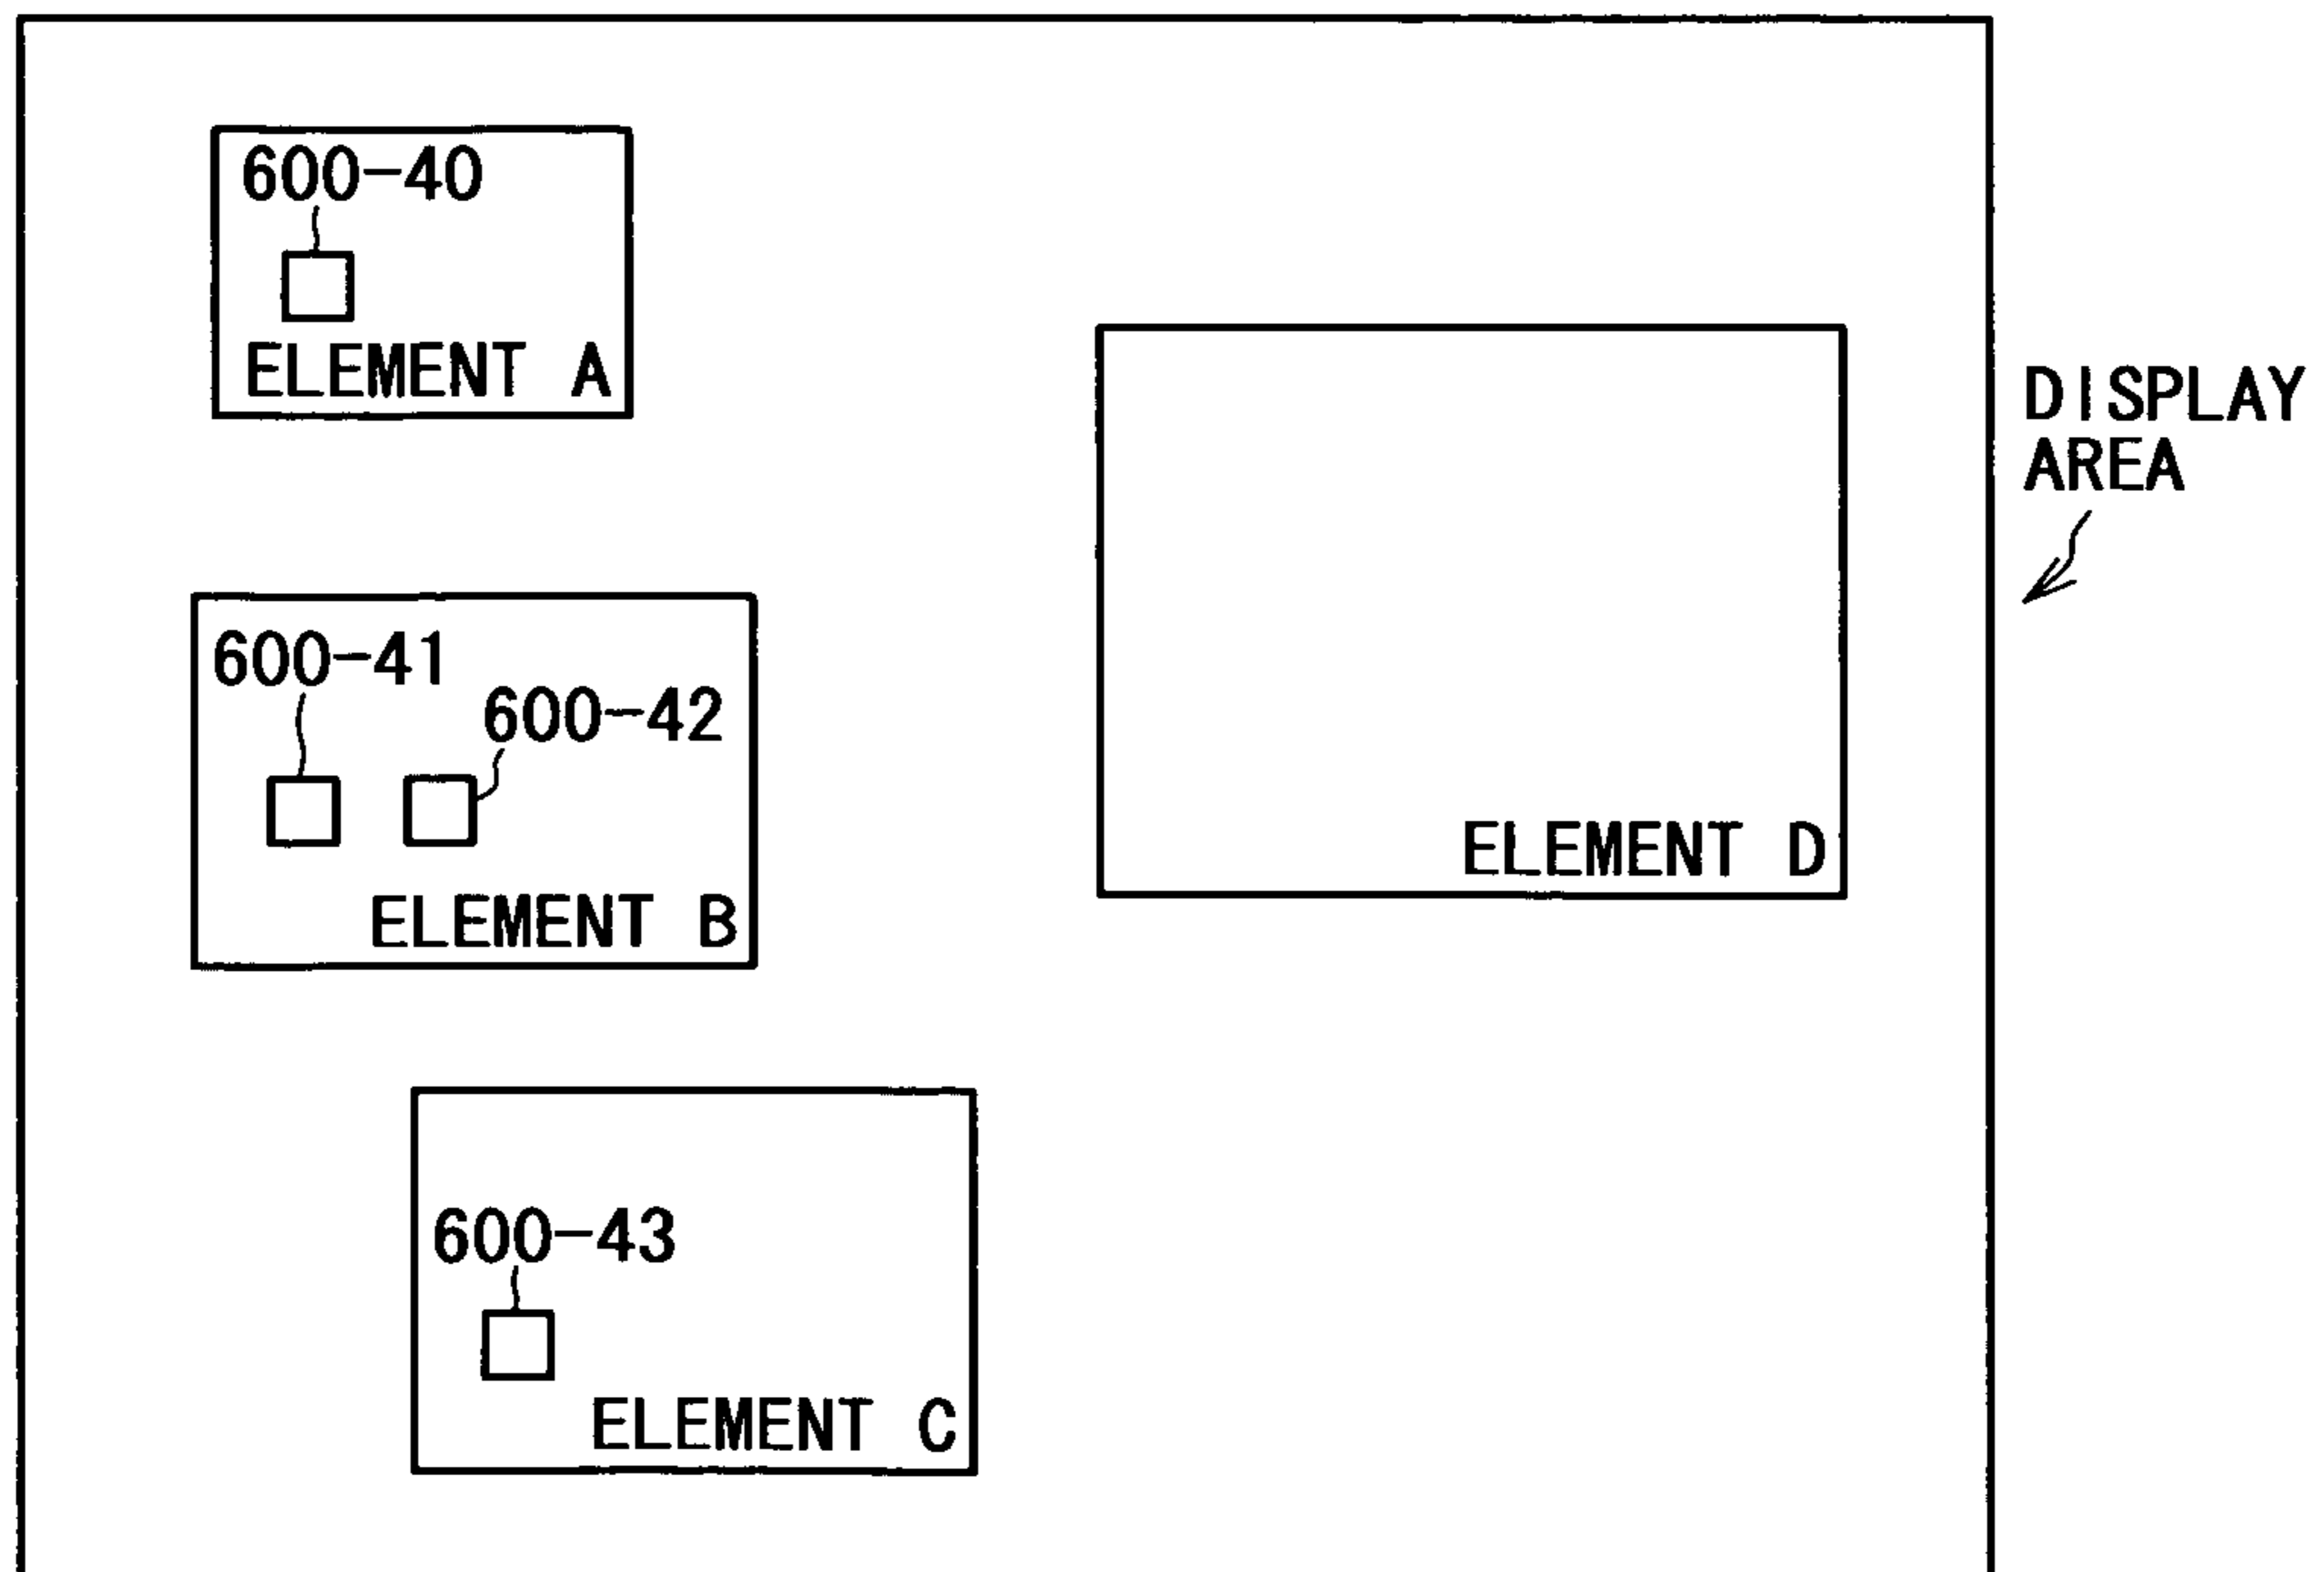 600-40
ELEMENT A
DISPLAY
AREA
600-41
600-42
ELEMENT D
ELEMENT B
600-43
ELEMENT C